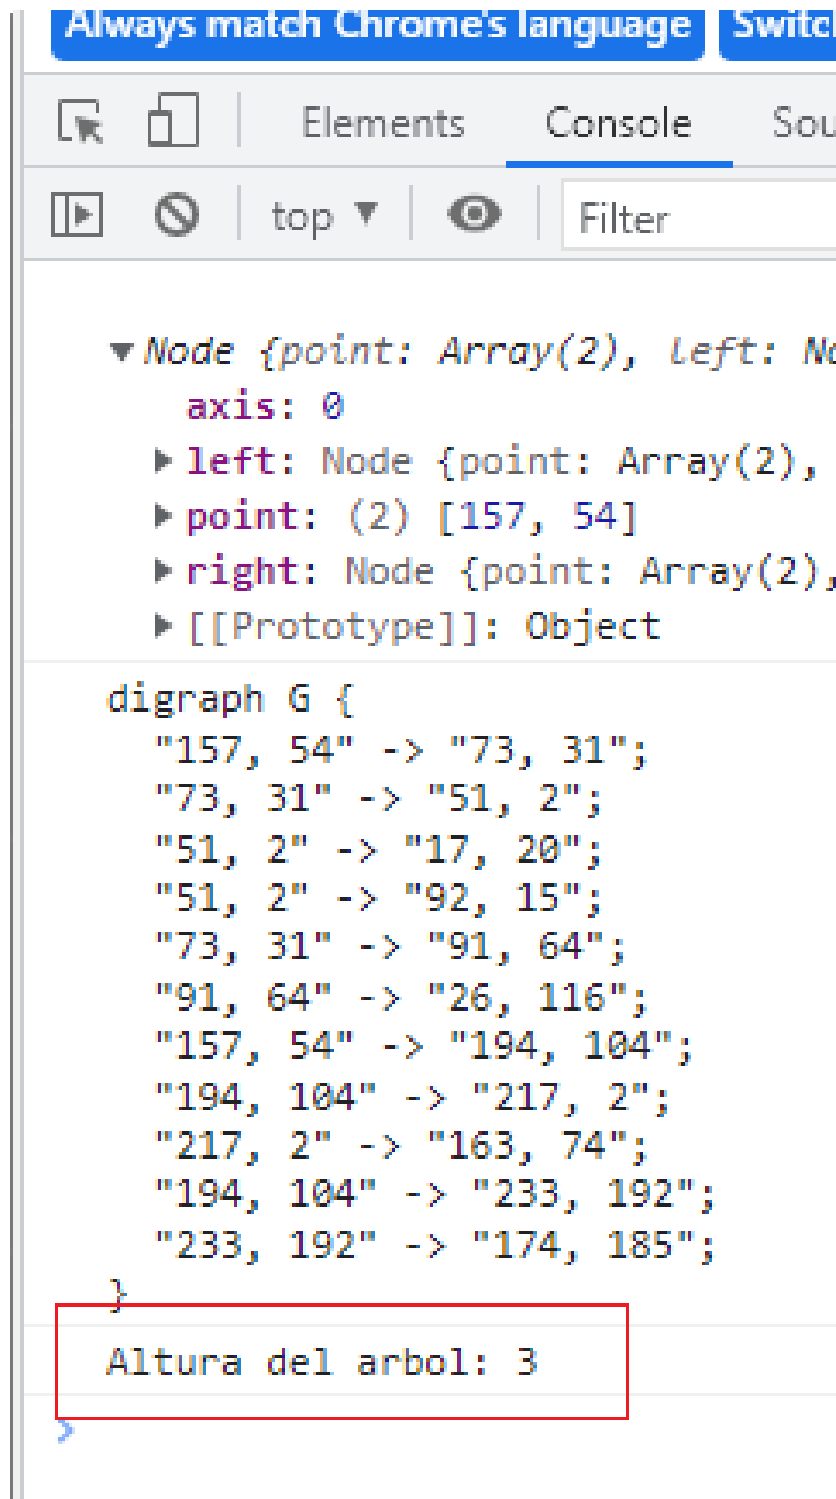 Always match Chrome's language
Elements Console
top ▼ Filter
▼ Node {point: Array(2), left:
axis: 0
▶ left: Node {point: Array(2),
▶ point: (2) [157, 54]
▶ right: Node {point: Array(2),
▶ [[Prototype]]: Object
digraph G {
"157, 54" -> "73, 31";
"73, 31" -> "51, 2";
"51, 2" -> "17, 20";
"51, 2" -> "92, 15";
"73, 31" -> "91, 64";
"91, 64" -> "26, 116";
"157, 54" -> "194, 104";
"194, 104" -> "217, 2";
"217, 2" -> "163, 74";
"194, 104" -> "233, 192";
"233, 192" -> "174, 185";
}
Altura del arbol: 3
>